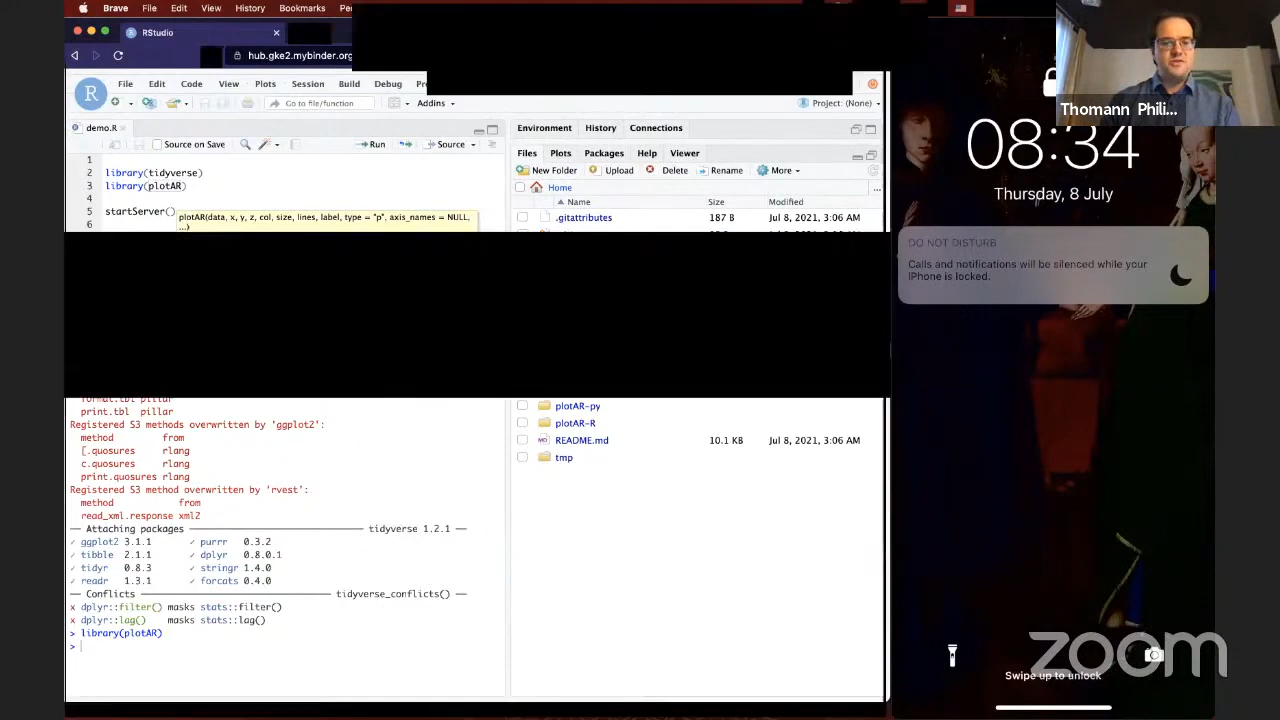 Brave File Edit View History Bookmarks
RStudio
hub.gke2.mybinder.org
File Edit Code View Plots Session Build Debug
Go to file/function Addins Project: (None)
demo.R
Environment History Connections
Source on Save Run Source
Files Plots Packages Help Viewer
New Folder Upload Delete Rename More
1
2 library(tidyverse)
3 library(plotAR)
4
5 startServer()
6
plotAR(data, x, y, z, col, size, lines, label, type = "p", axis_names = NULL,
...)
Home
Name Size Modified
.gitattributes 187 B Jul 8, 2021, 3:06 AM
plotAR-py
plotAR-R
README.md 10.1 KB Jul 8, 2021, 3:06 AM
tmp
format.tbl pillar
print.tbl pillar
Registered S3 methods overwritten by 'ggplot2':
method from
[.quosures rlang
c.quosures rlang
print.quosures rlang
Registered S3 method overwritten by 'rvest':
method from
read_xml.response xml2
── Attaching packages ── tidyverse 1.2.1 ──
✓ ggplot2 3.1.1 ✓ purrr 0.3.2
✓ tibble 2.1.1 ✓ dplyr 0.8.0.1
✓ tidyr 0.8.3 ✓ stringr 1.4.0
✓ readr 1.3.1 ✓ forcats 0.4.0
── Conflicts ── tidyverse_conflicts() ──
x dplyr::filter() masks stats::filter()
x dplyr::lag() masks stats::lag()
> library(plotAR)
>
Thomann Phili...
08:34
Thursday, 8 July
DO NOT DISTURB
Calls and notifications will be silenced while your
iPhone is locked.
zoom
Swipe up to unlock